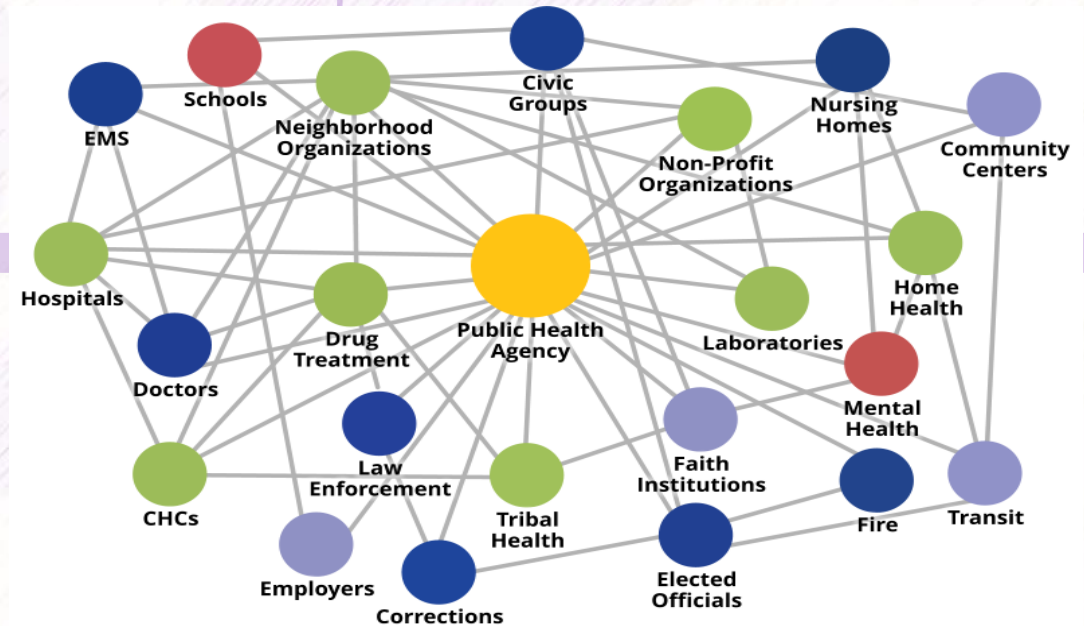 Schools
Civic
Groups
EMS
Neighborhood
Organizations
Nursing
Homes
Non-Profit
Organizations
Community
Centers
Hospitals
Public Health
Agency
Home
Health
Drug
Treatment
Laboratories
Doctors
Mental
Health
Law
Enforcement
Faith
Institutions
CHCs
Tribal
Health
Fire
Transit
Employers
Elected
Officials
Corrections